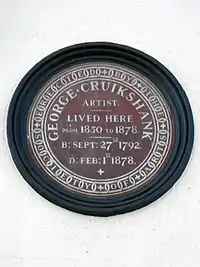 GEORGE·CRUIKSHANK
ARTIST.
LIVED HERE
FROM 1850 TO 1878.
B: SEPT: 27TH 1792.
D: FEB: 1ST 1878.